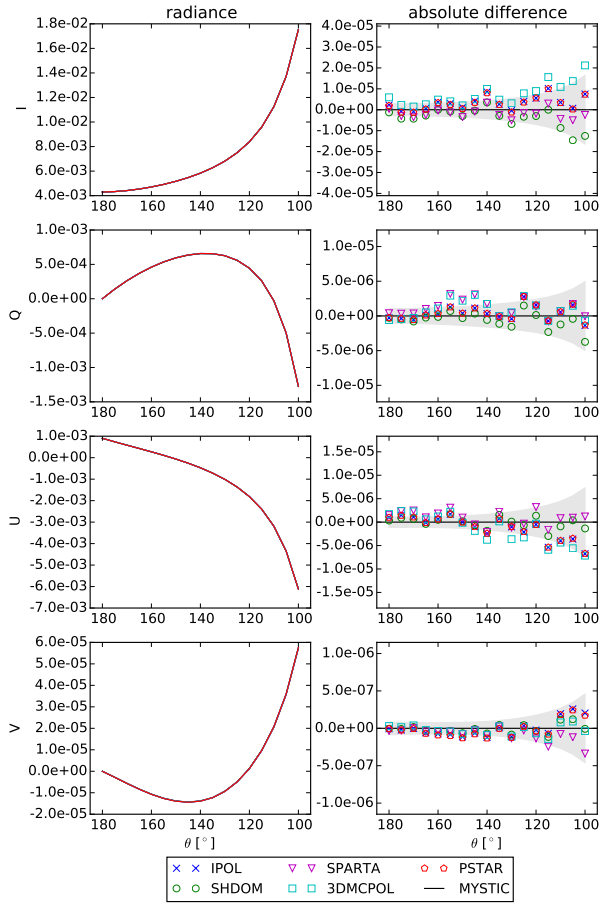 radiance
absolute difference
1.8e-02
1.6e-02
1.4e-02
1.2e-02
1.0e-02
8.0e-03
6.0e-03
4.0e-03
I
180 160 140 120 100
4.0e-05
3.0e-05
2.0e-05
1.0e-05
0.0e+00
-1.0e-05
-2.0e-05
-3.0e-05
-4.0e-05
180 160 140 120 100
1.0e-03
5.0e-04
0.0e+00
-5.0e-04
-1.0e-03
-1.5e-03
Q
180 160 140 120 100
1.0e-05
5.0e-06
0.0e+00
-5.0e-06
-1.0e-05
180 160 140 120 100
1.0e-03
0.0e+00
-1.0e-03
-2.0e-03
-3.0e-03
-4.0e-03
-5.0e-03
-6.0e-03
-7.0e-03
U
180 160 140 120 100
1.5e-05
1.0e-05
5.0e-06
0.0e+00
-5.0e-06
-1.0e-05
-1.5e-05
180 160 140 120 100
6.0e-05
5.0e-05
4.0e-05
3.0e-05
2.0e-05
1.0e-05
0.0e+00
-1.0e-05
-2.0e-05
V
180 160 140 120 100
θ [°]
1.0e-06
5.0e-07
0.0e+00
-5.0e-07
-1.0e-06
180 160 140 120 100
θ [°]
IPOL SPARTA PSTAR
SHDOM 3DMCPOL MYSTIC